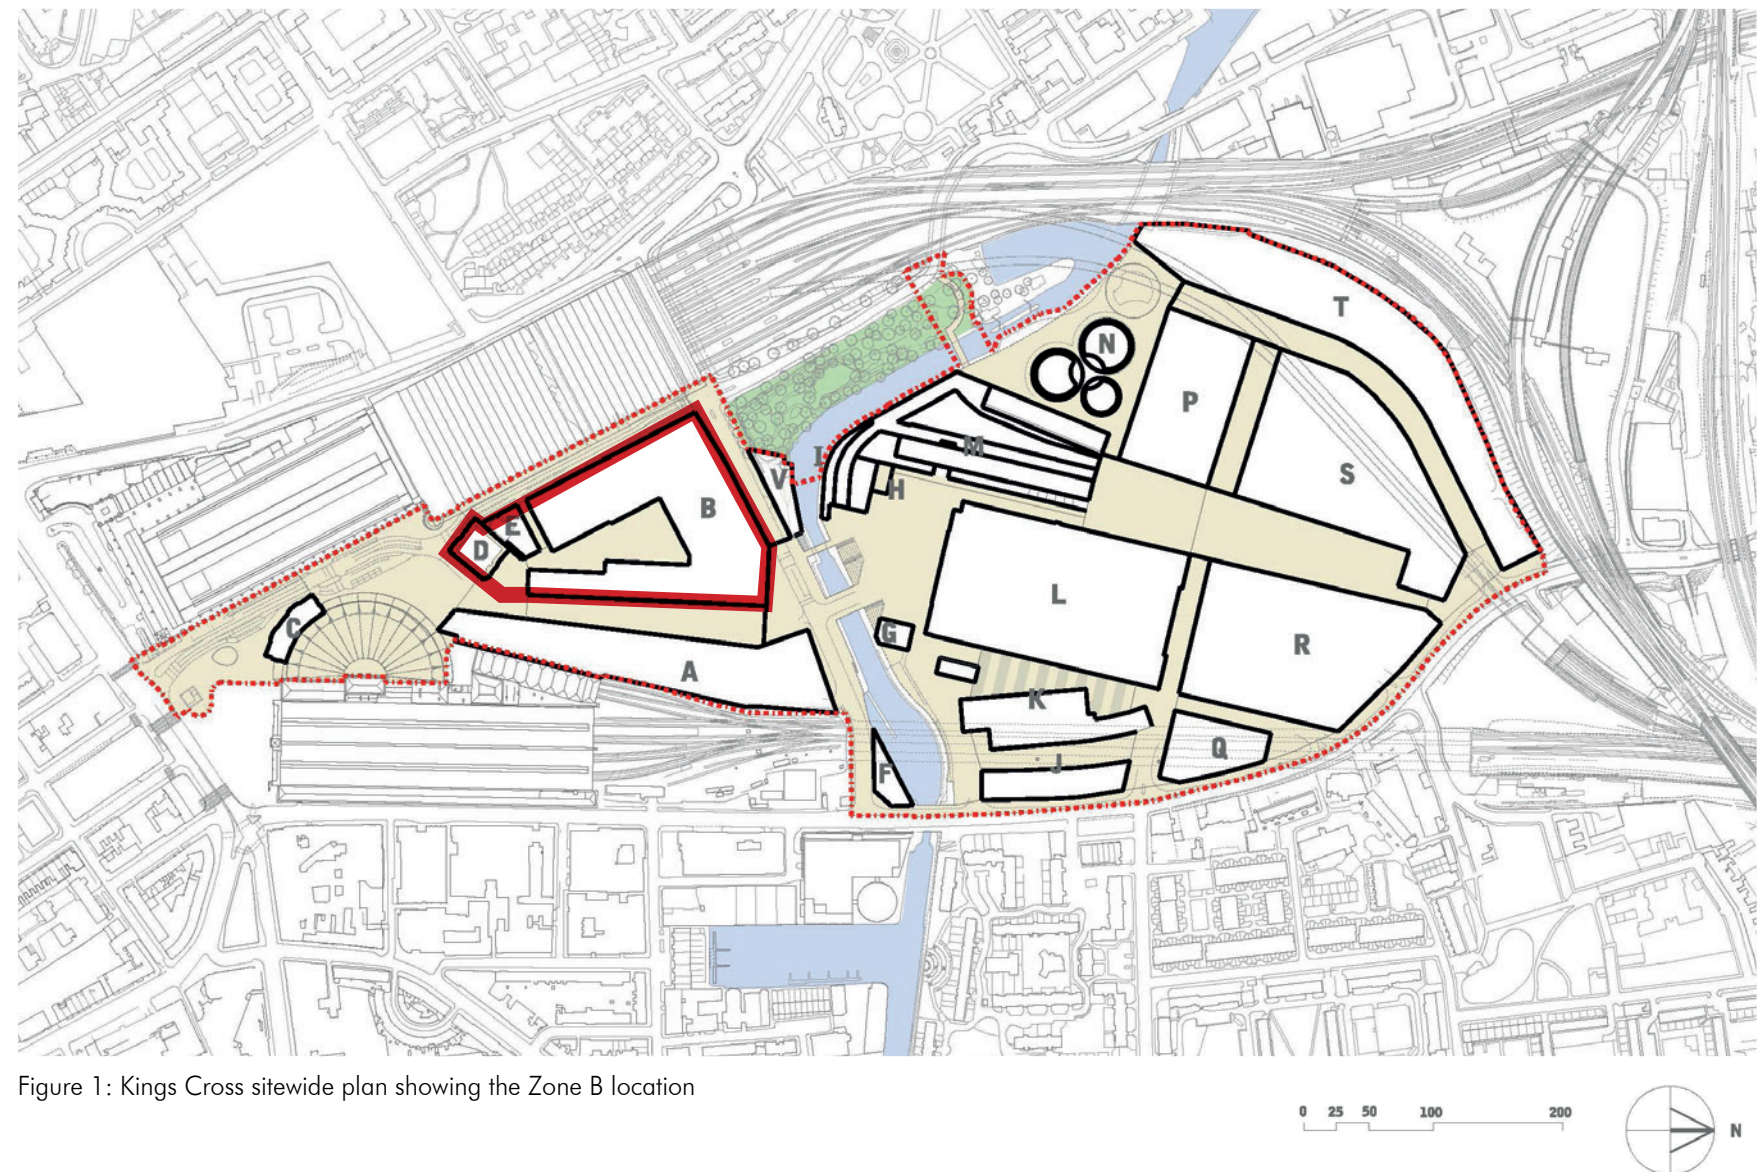 T
N
P
M
S
I
V
H
B
E
D
L
C
G
R
A
K
Q
J
F
Figure 1: Kings Cross sitewide plan showing the Zone B location
0 25 50 100 200
N